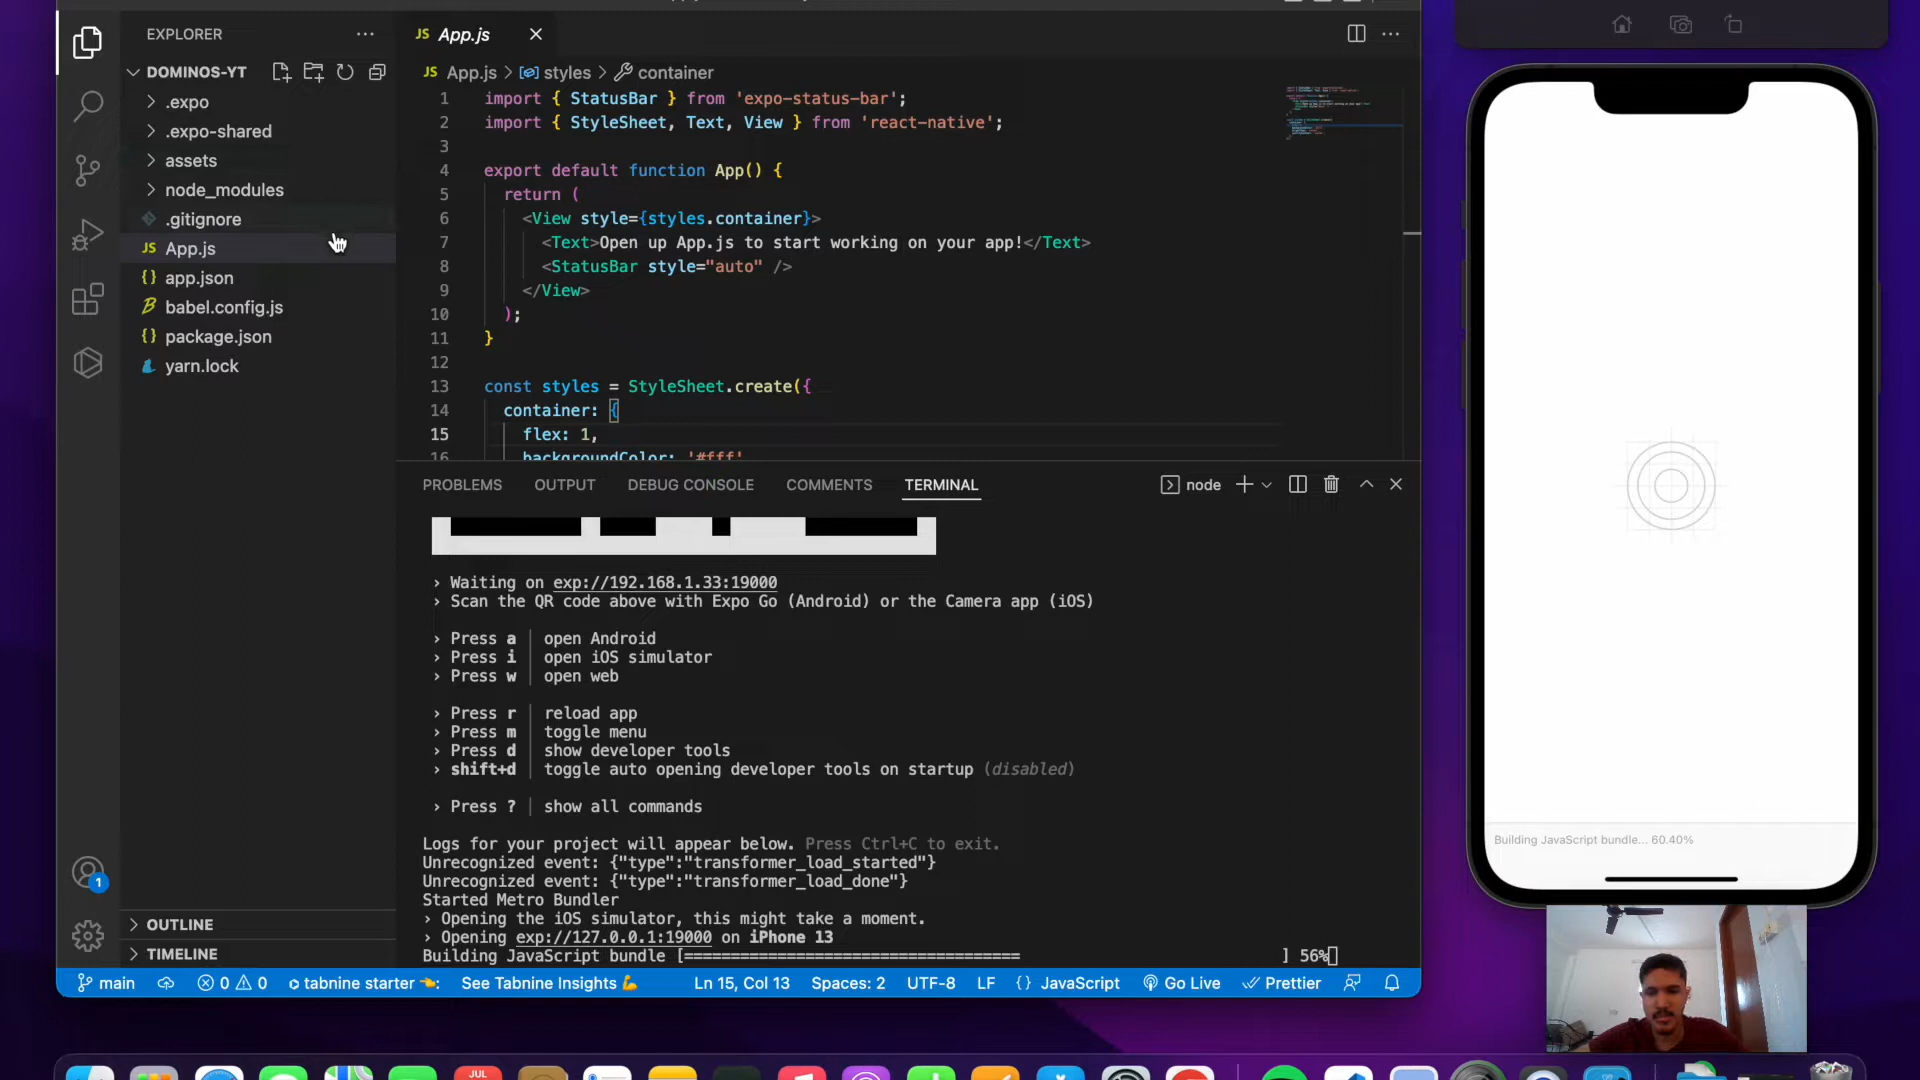 EXPLORER
DOMINOS-YT
.expo
.expo-shared
assets
node_modules
.gitignore
JS App.js
{} app.json
babel.config.js
{} package.json
yarn.lock
OUTLINE
TIMELINE
1
JS App.js
JS App.js > styles > container
1 import { StatusBar } from 'expo-status-bar';
2 import { StyleSheet, Text, View } from 'react-native';
3
4 export default function App() {
5 return (
6 <View style={styles.container}>
7 <Text>Open up App.js to start working on your app!</Text>
8 <StatusBar style="auto" />
9 </View>
10 );
11 }
12
13 const styles = StyleSheet.create({
14 container: {
15 flex: 1,
16 backgroundColor: '#fff'
PROBLEMS OUTPUT DEBUG CONSOLE COMMENTS TERMINAL node
› Waiting on exp://192.168.1.33:19000
› Scan the QR code above with Expo Go (Android) or the Camera app (iOS)
› Press a │ open Android
› Press i │ open iOS simulator
› Press w │ open web
› Press r │ reload app
› Press m │ toggle menu
› Press d │ show developer tools
› shift+d │ toggle auto opening developer tools on startup (disabled)
› Press ? │ show all commands
Logs for your project will appear below. Press Ctrl+C to exit.
Unrecognized event: {"type":"transformer_load_started"}
Unrecognized event: {"type":"transformer_load_done"}
Started Metro Bundler
› Opening the iOS simulator, this might take a moment.
› Opening exp://127.0.0.1:19000 on iPhone 13
Building JavaScript bundle [==================================== ] 56%
main 0 0 tabnine starter See Tabnine Insights Ln 15, Col 13 Spaces: 2 UTF-8 LF {} JavaScript Go Live Prettier
Building JavaScript bundle... 60.40%
JUL